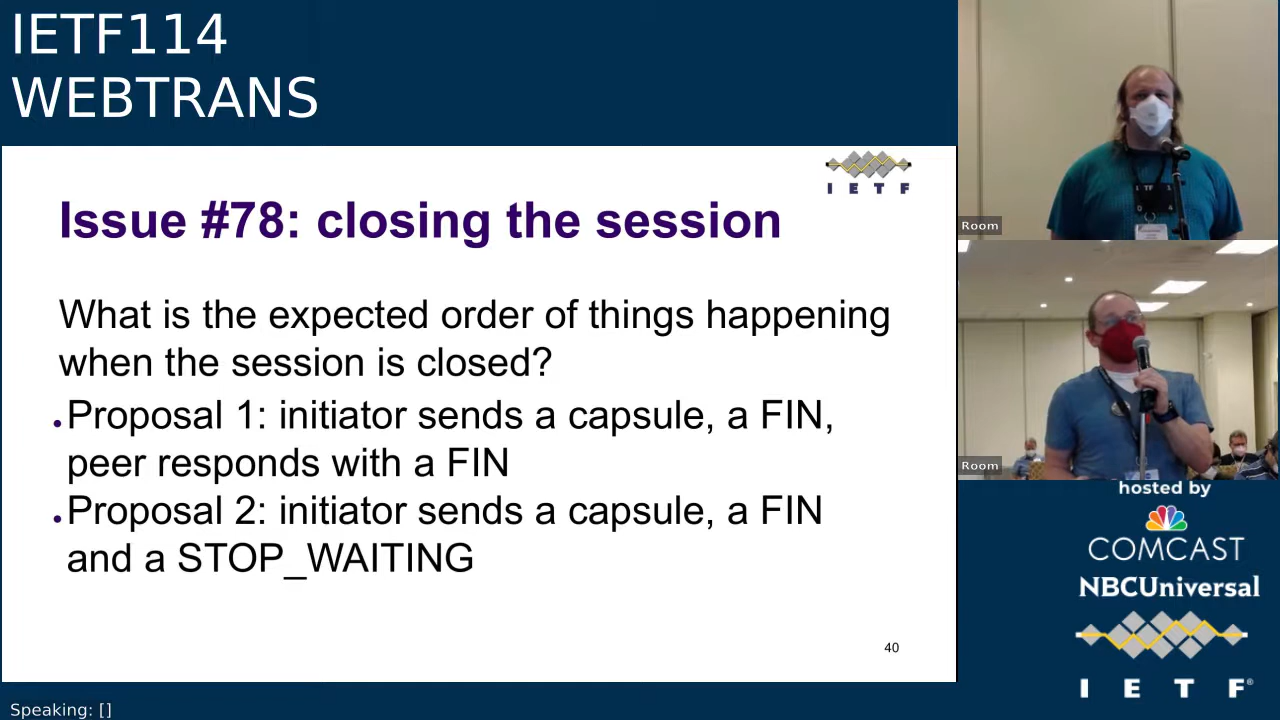 IETF114
WEBTRANS
I E T F
Issue #78: closing the session
What is the expected order of things happening
when the session is closed?
Proposal 1: initiator sends a capsule, a FIN,
peer responds with a FIN
Proposal 2: initiator sends a capsule, a FIN
and a STOP_WAITING
40
Room
Room
hosted by
COMCAST
NBCUniversal
I E T F®
Speaking: []